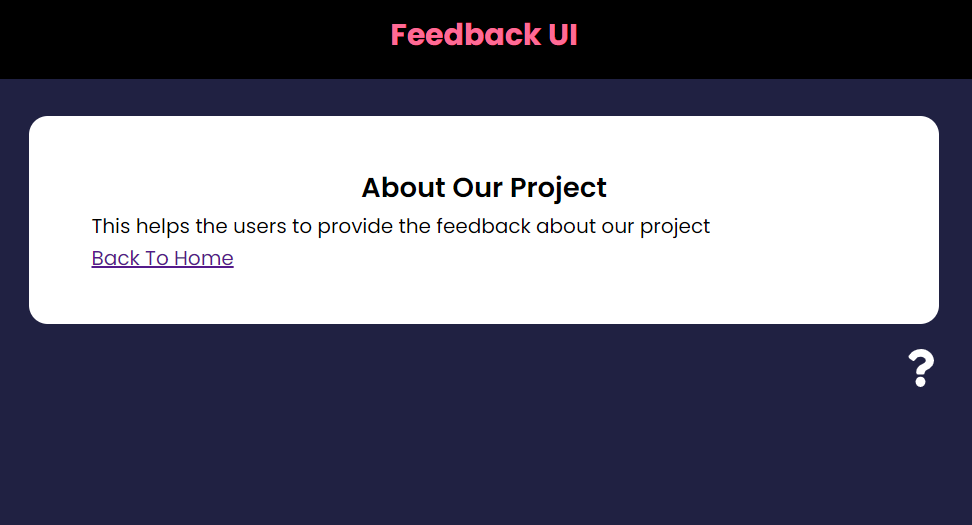 Feedback UI
About Our Project
This helps the users to provide the feedback about our project
Back To Home
?